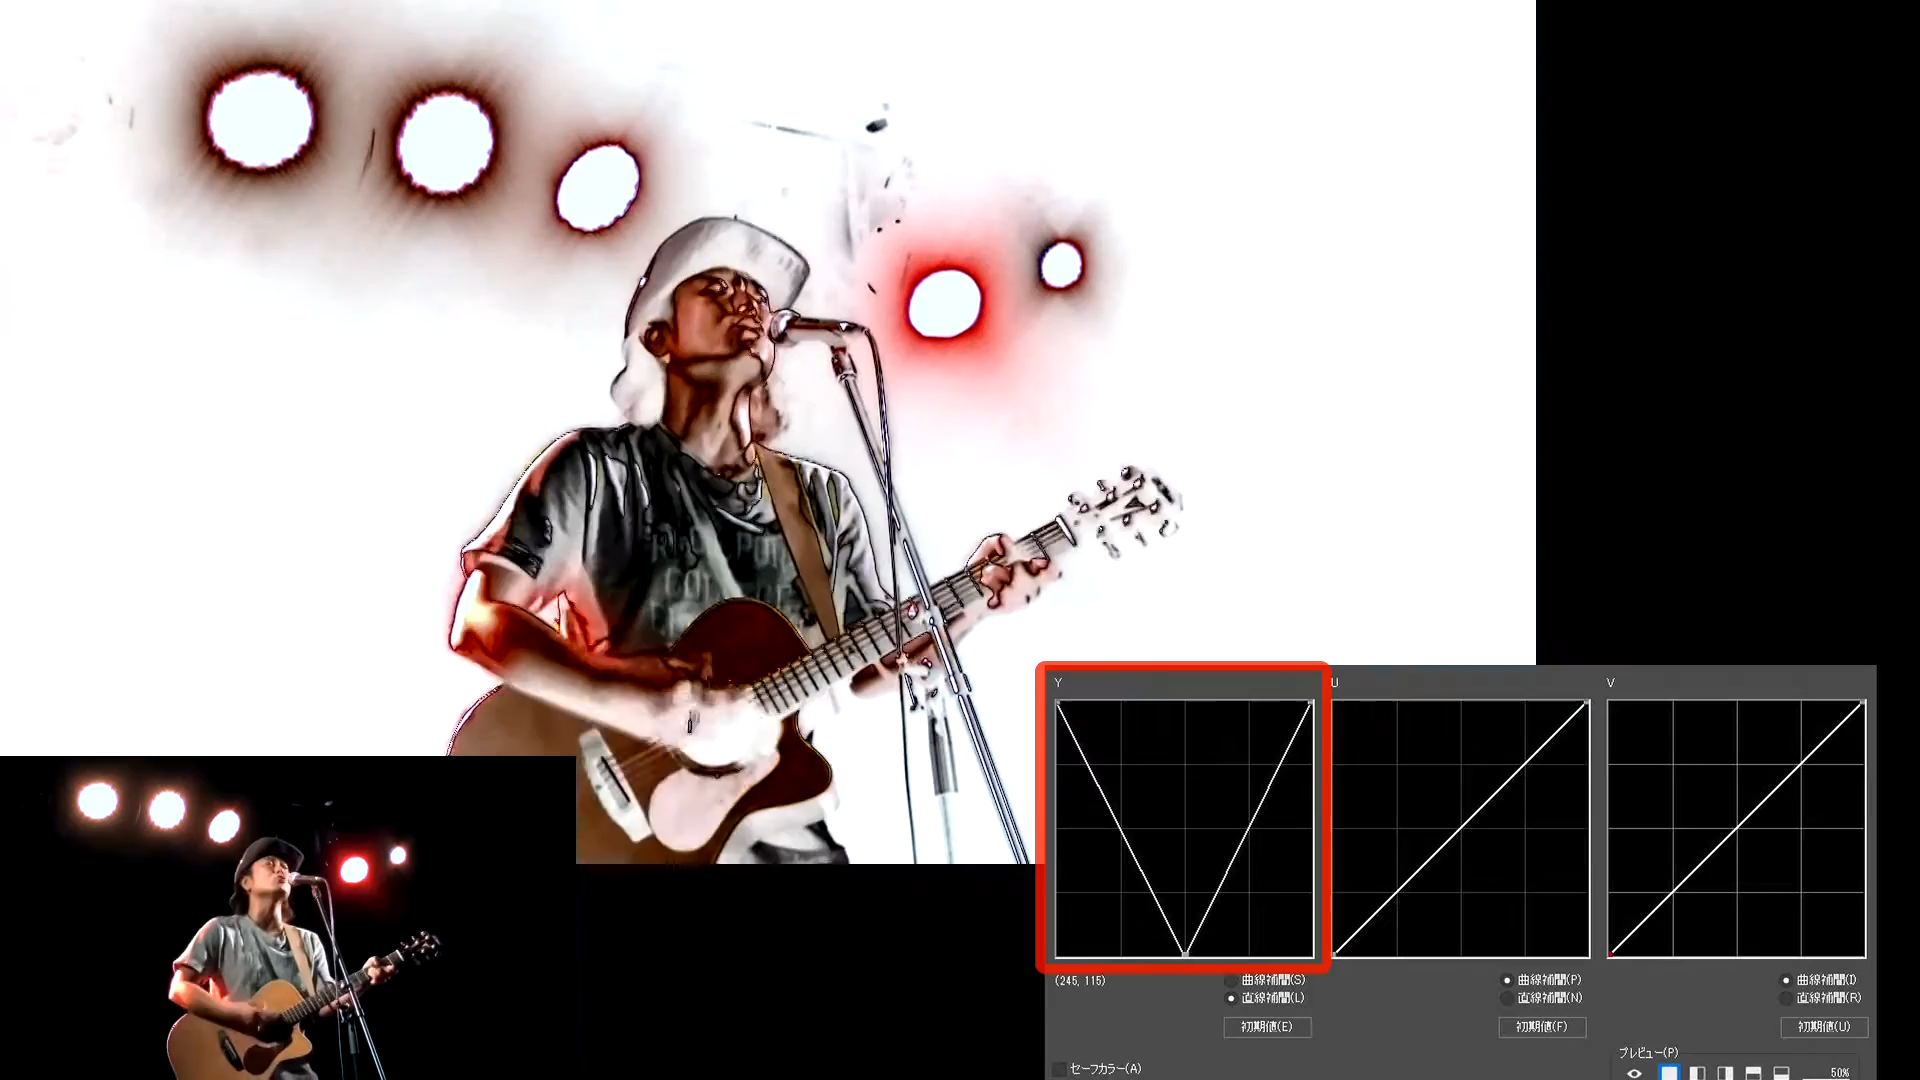 Y
U
V
(245, 115)
曲線補間(S)
直線補間(L)
初期値(E)
曲線補間(P)
直線補間(N)
初期値(F)
曲線補間(I)
直線補間(R)
初期値(U)
セーフカラー(A)
プレビュー(P)
50%